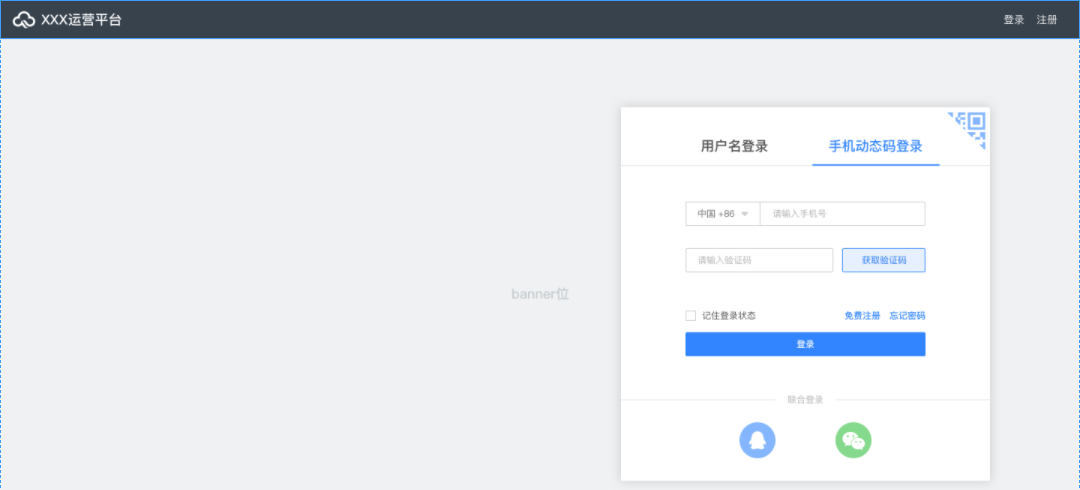 XXX运营平台
登录 注册
用户名登录 手机动态码登录
中国 +86 请输入手机号
请输入验证码 获取验证码
banner位
记住登录状态 免费注册 忘记密码
登录
联合登录